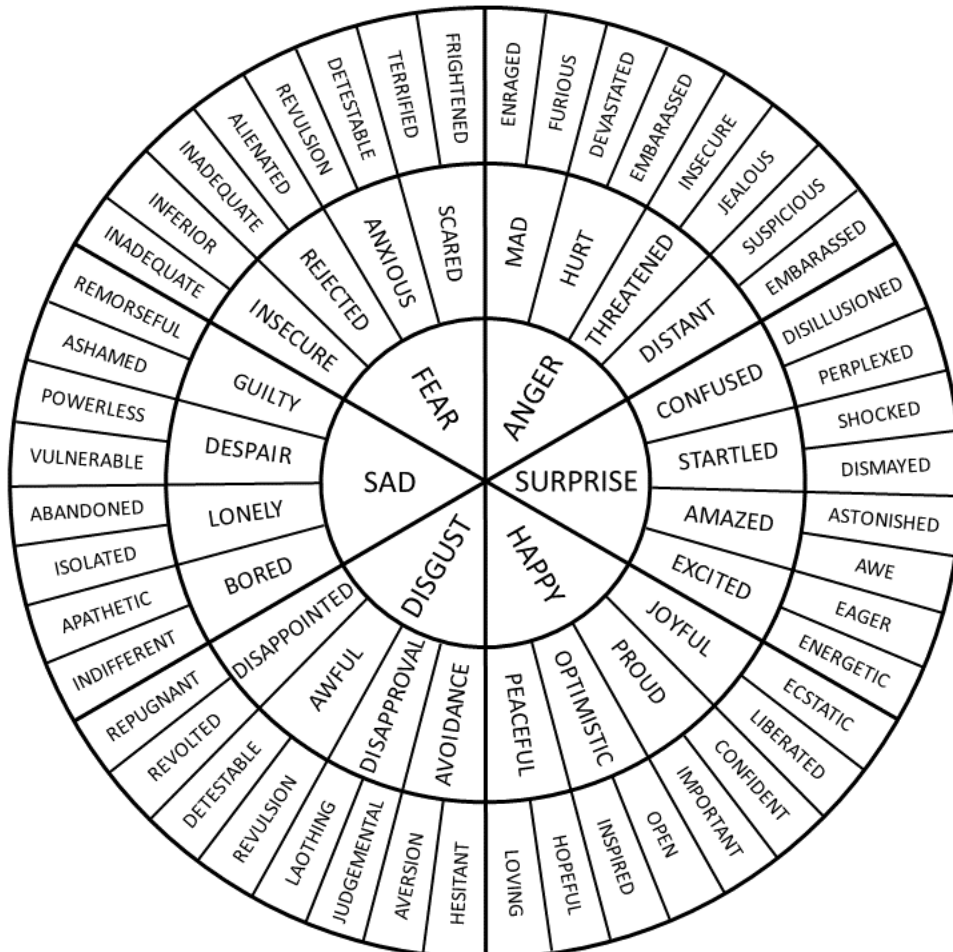 FEAR
ANGER
SURPRISE
HAPPY
DISGUST
SAD
MAD
HURT
THREATENED
DISTANT
CONFUSED
STARTLED
AMAZED
EXCITED
JOYFUL
PROUD
OPTIMISTIC
PEACEFUL
AVOIDANCE
DISAPPROVAL
AWFUL
DISAPPOINTED
BORED
LONELY
DESPAIR
GUILTY
INSECURE
REJECTED
ANXIOUS
SCARED
ENRAGED
FURIOUS
DEVASTATED
EMBARASSED
INSECURE
JEALOUS
SUSPICIOUS
EMBARASSED
DISILLUSIONED
PERPLEXED
SHOCKED
DISMAYED
ASTONISHED
AWE
EAGER
ENERGETIC
ECSTATIC
LIBERATED
CONFIDENT
IMPORTANT
OPEN
INSPIRED
HOPEFUL
LOVING
HESITANT
AVERSION
JUDGEMENTAL
LAOTHING
REVULSION
DETESTABLE
REVOLTED
REPUGNANT
INDIFFERENT
APATHETIC
ISOLATED
ABANDONED
VULNERABLE
POWERLESS
ASHAMED
REMORSEFUL
INADEQUATE
INFERIOR
INADEQUATE
ALIENATED
REVULSION
DETESTABLE
TERRIFIED
FRIGHTENED